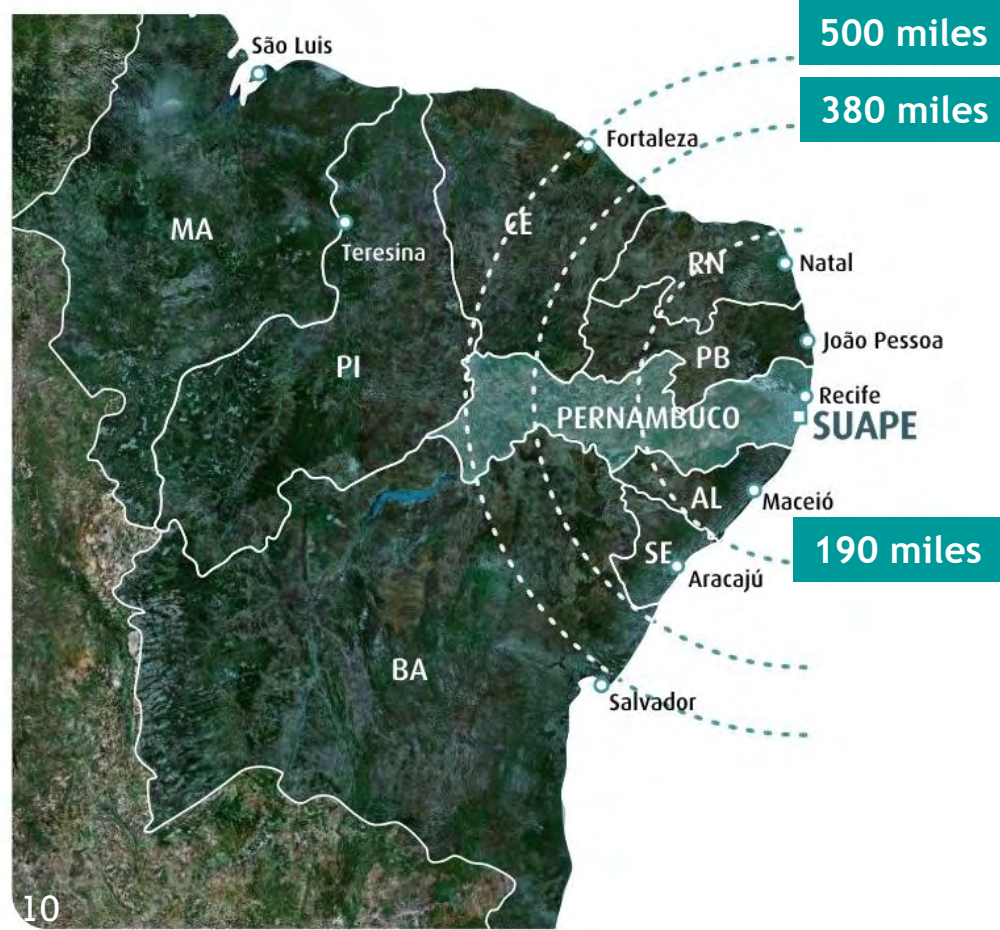 500 miles
São Luis
380 miles
Fortaleza
MA
CE
Teresina
RN
Natal
João Pessoa
PB
PI
Recife
PERNAMBUCO
SUAPE
AL
Maceió
SE
190 miles
Aracajú
BA
Salvador
10